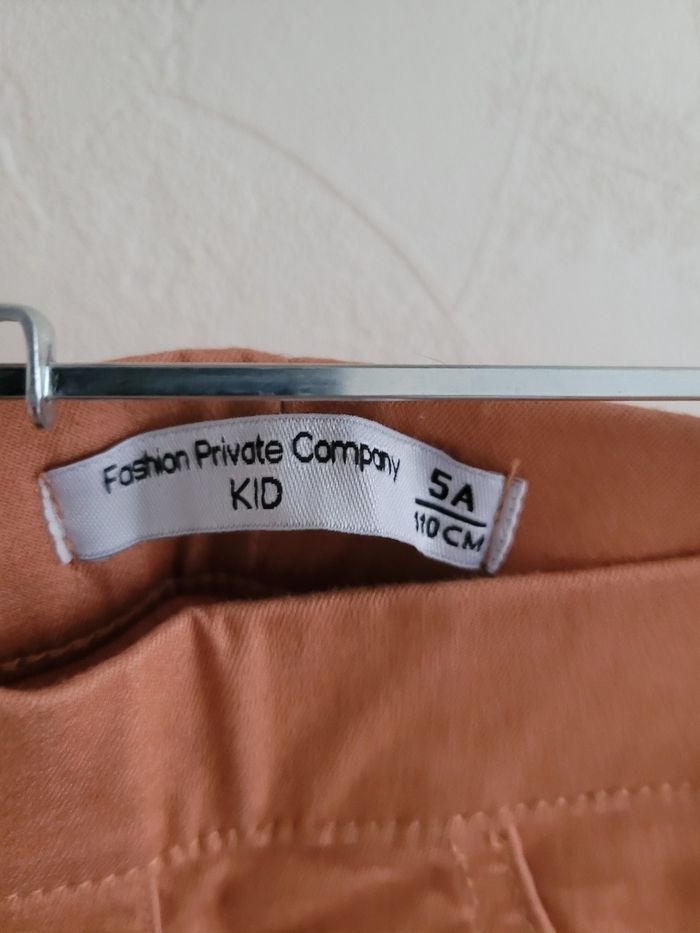 Fashion Private Company
KID
5A
110 CM